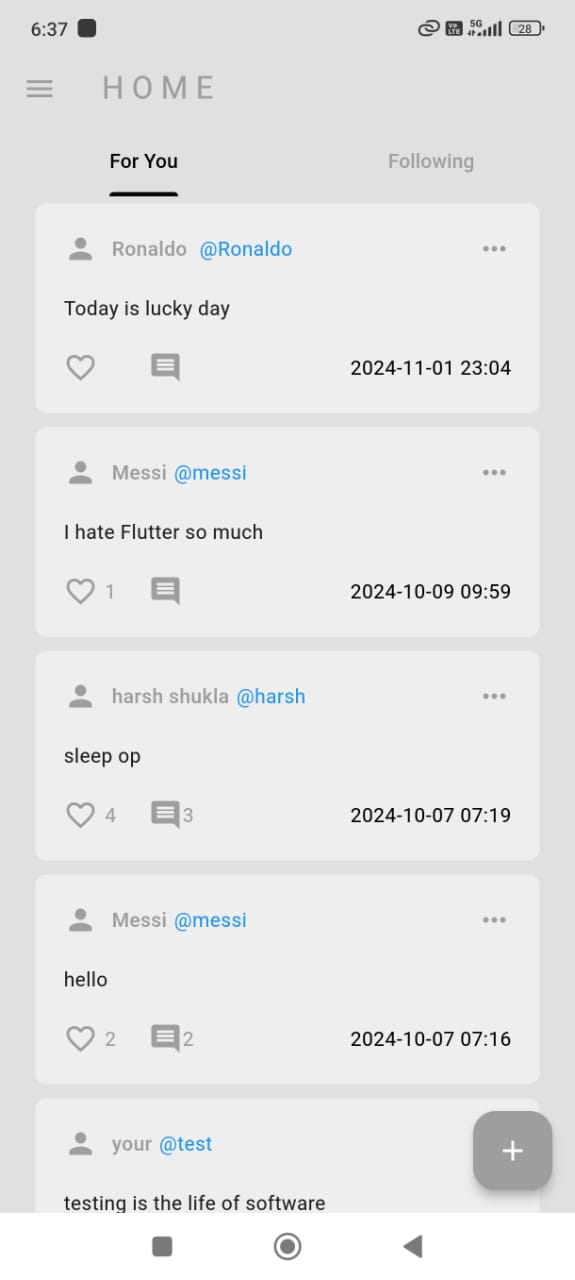 6:37 Vo LTE 5G 28
HOME
For You Following
Ronaldo @Ronaldo
Today is lucky day
2024-11-01 23:04
Messi @messi
I hate Flutter so much
1 2024-10-09 09:59
harsh shukla @harsh
sleep op
4 3 2024-10-07 07:19
Messi @messi
hello
2 2 2024-10-07 07:16
your @test
testing is the life of software